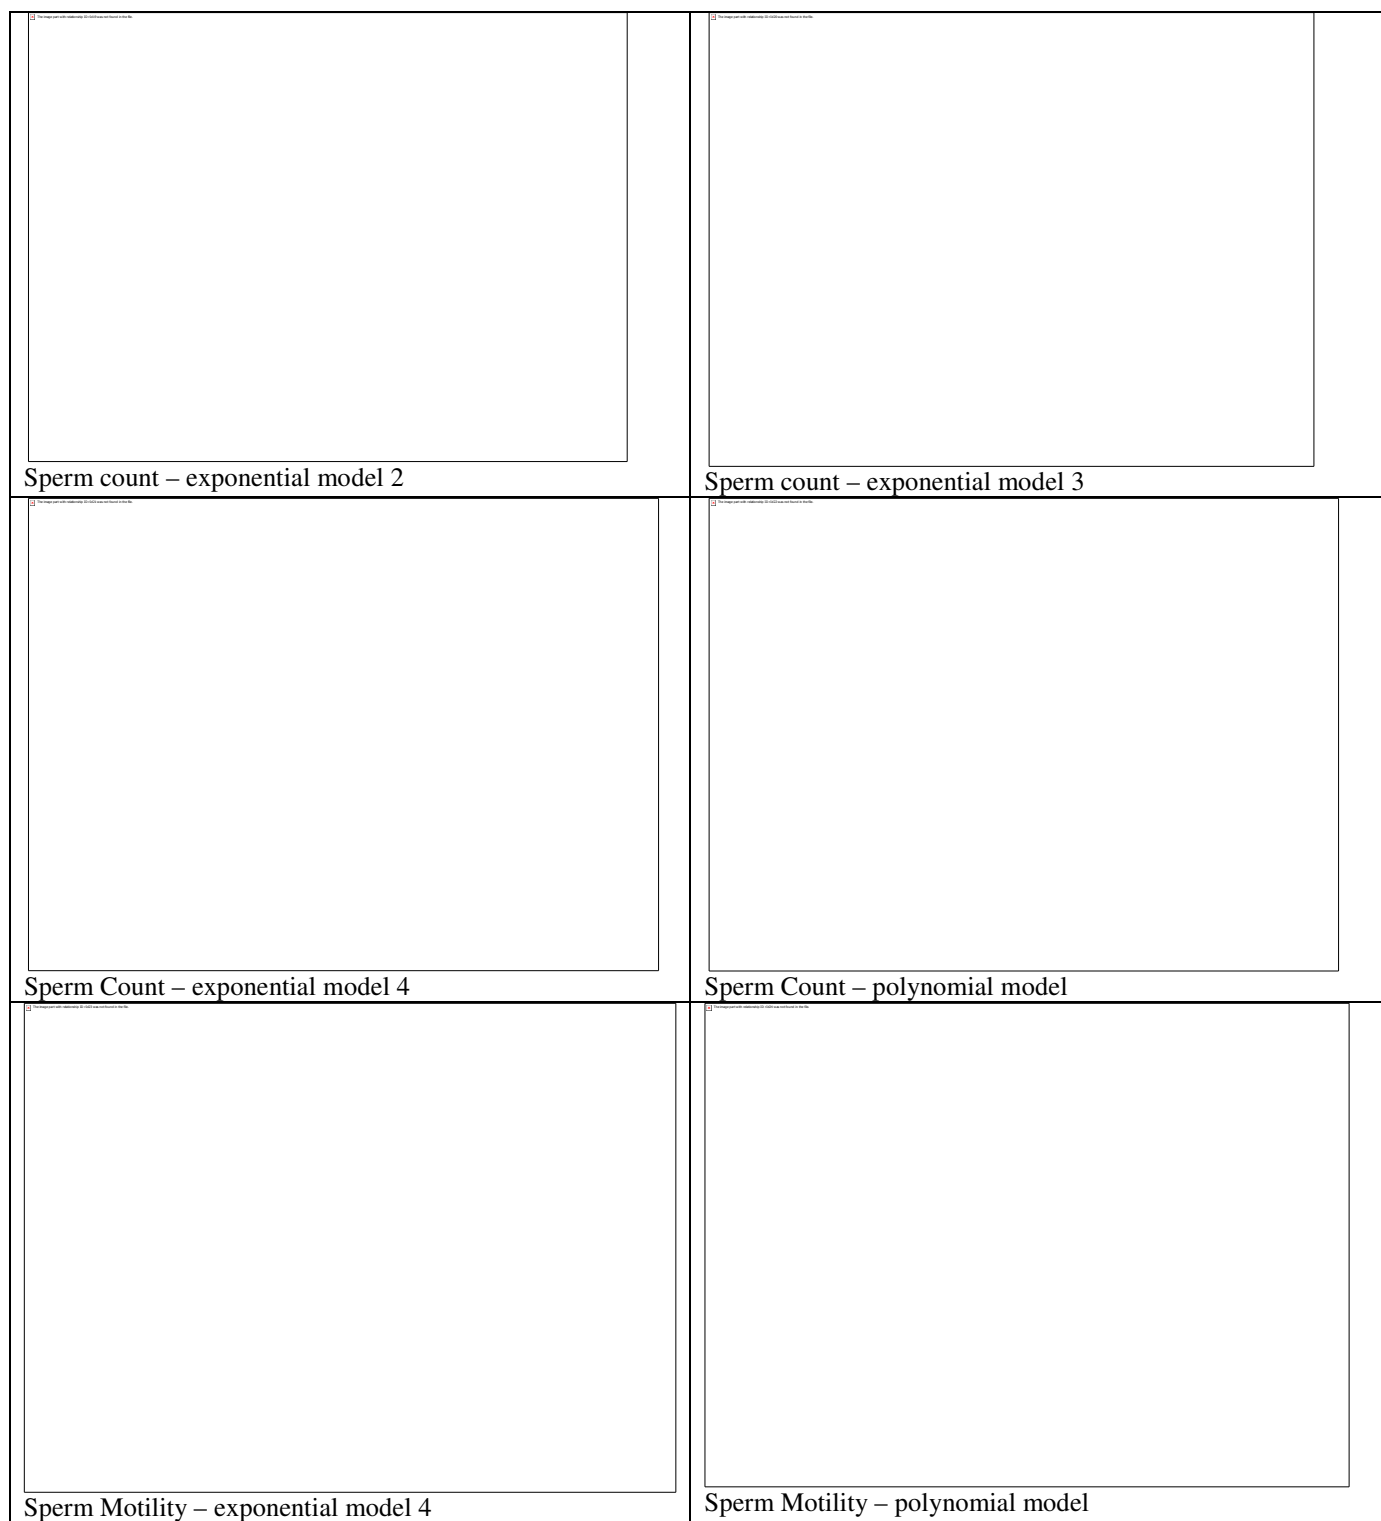 Sperm count – exponential model 2
Sperm count – exponential model 3
Sperm Count – exponential model 4
Sperm Count – polynomial model
Sperm Motility – exponential model 4
Sperm Motility – polynomial model